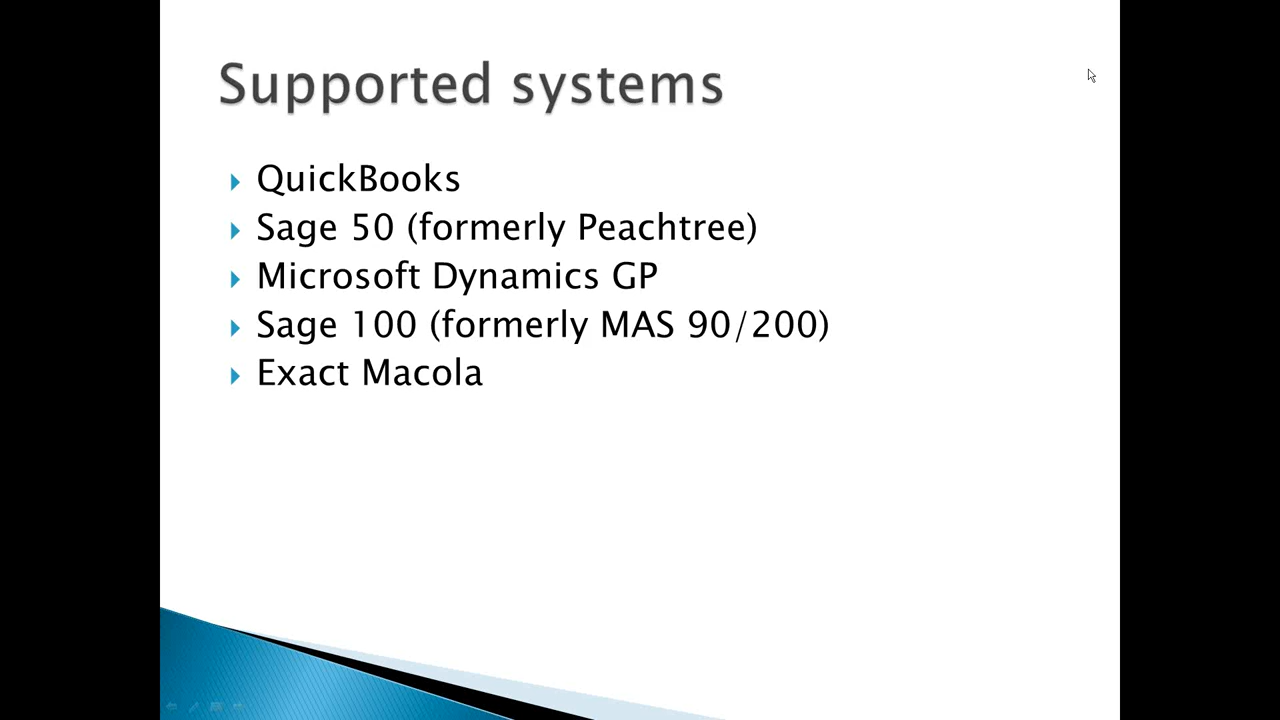 Supported systems
QuickBooks
Sage 50 (formerly Peachtree)
Microsoft Dynamics GP
Sage 100 (formerly MAS 90/200)
Exact Macola